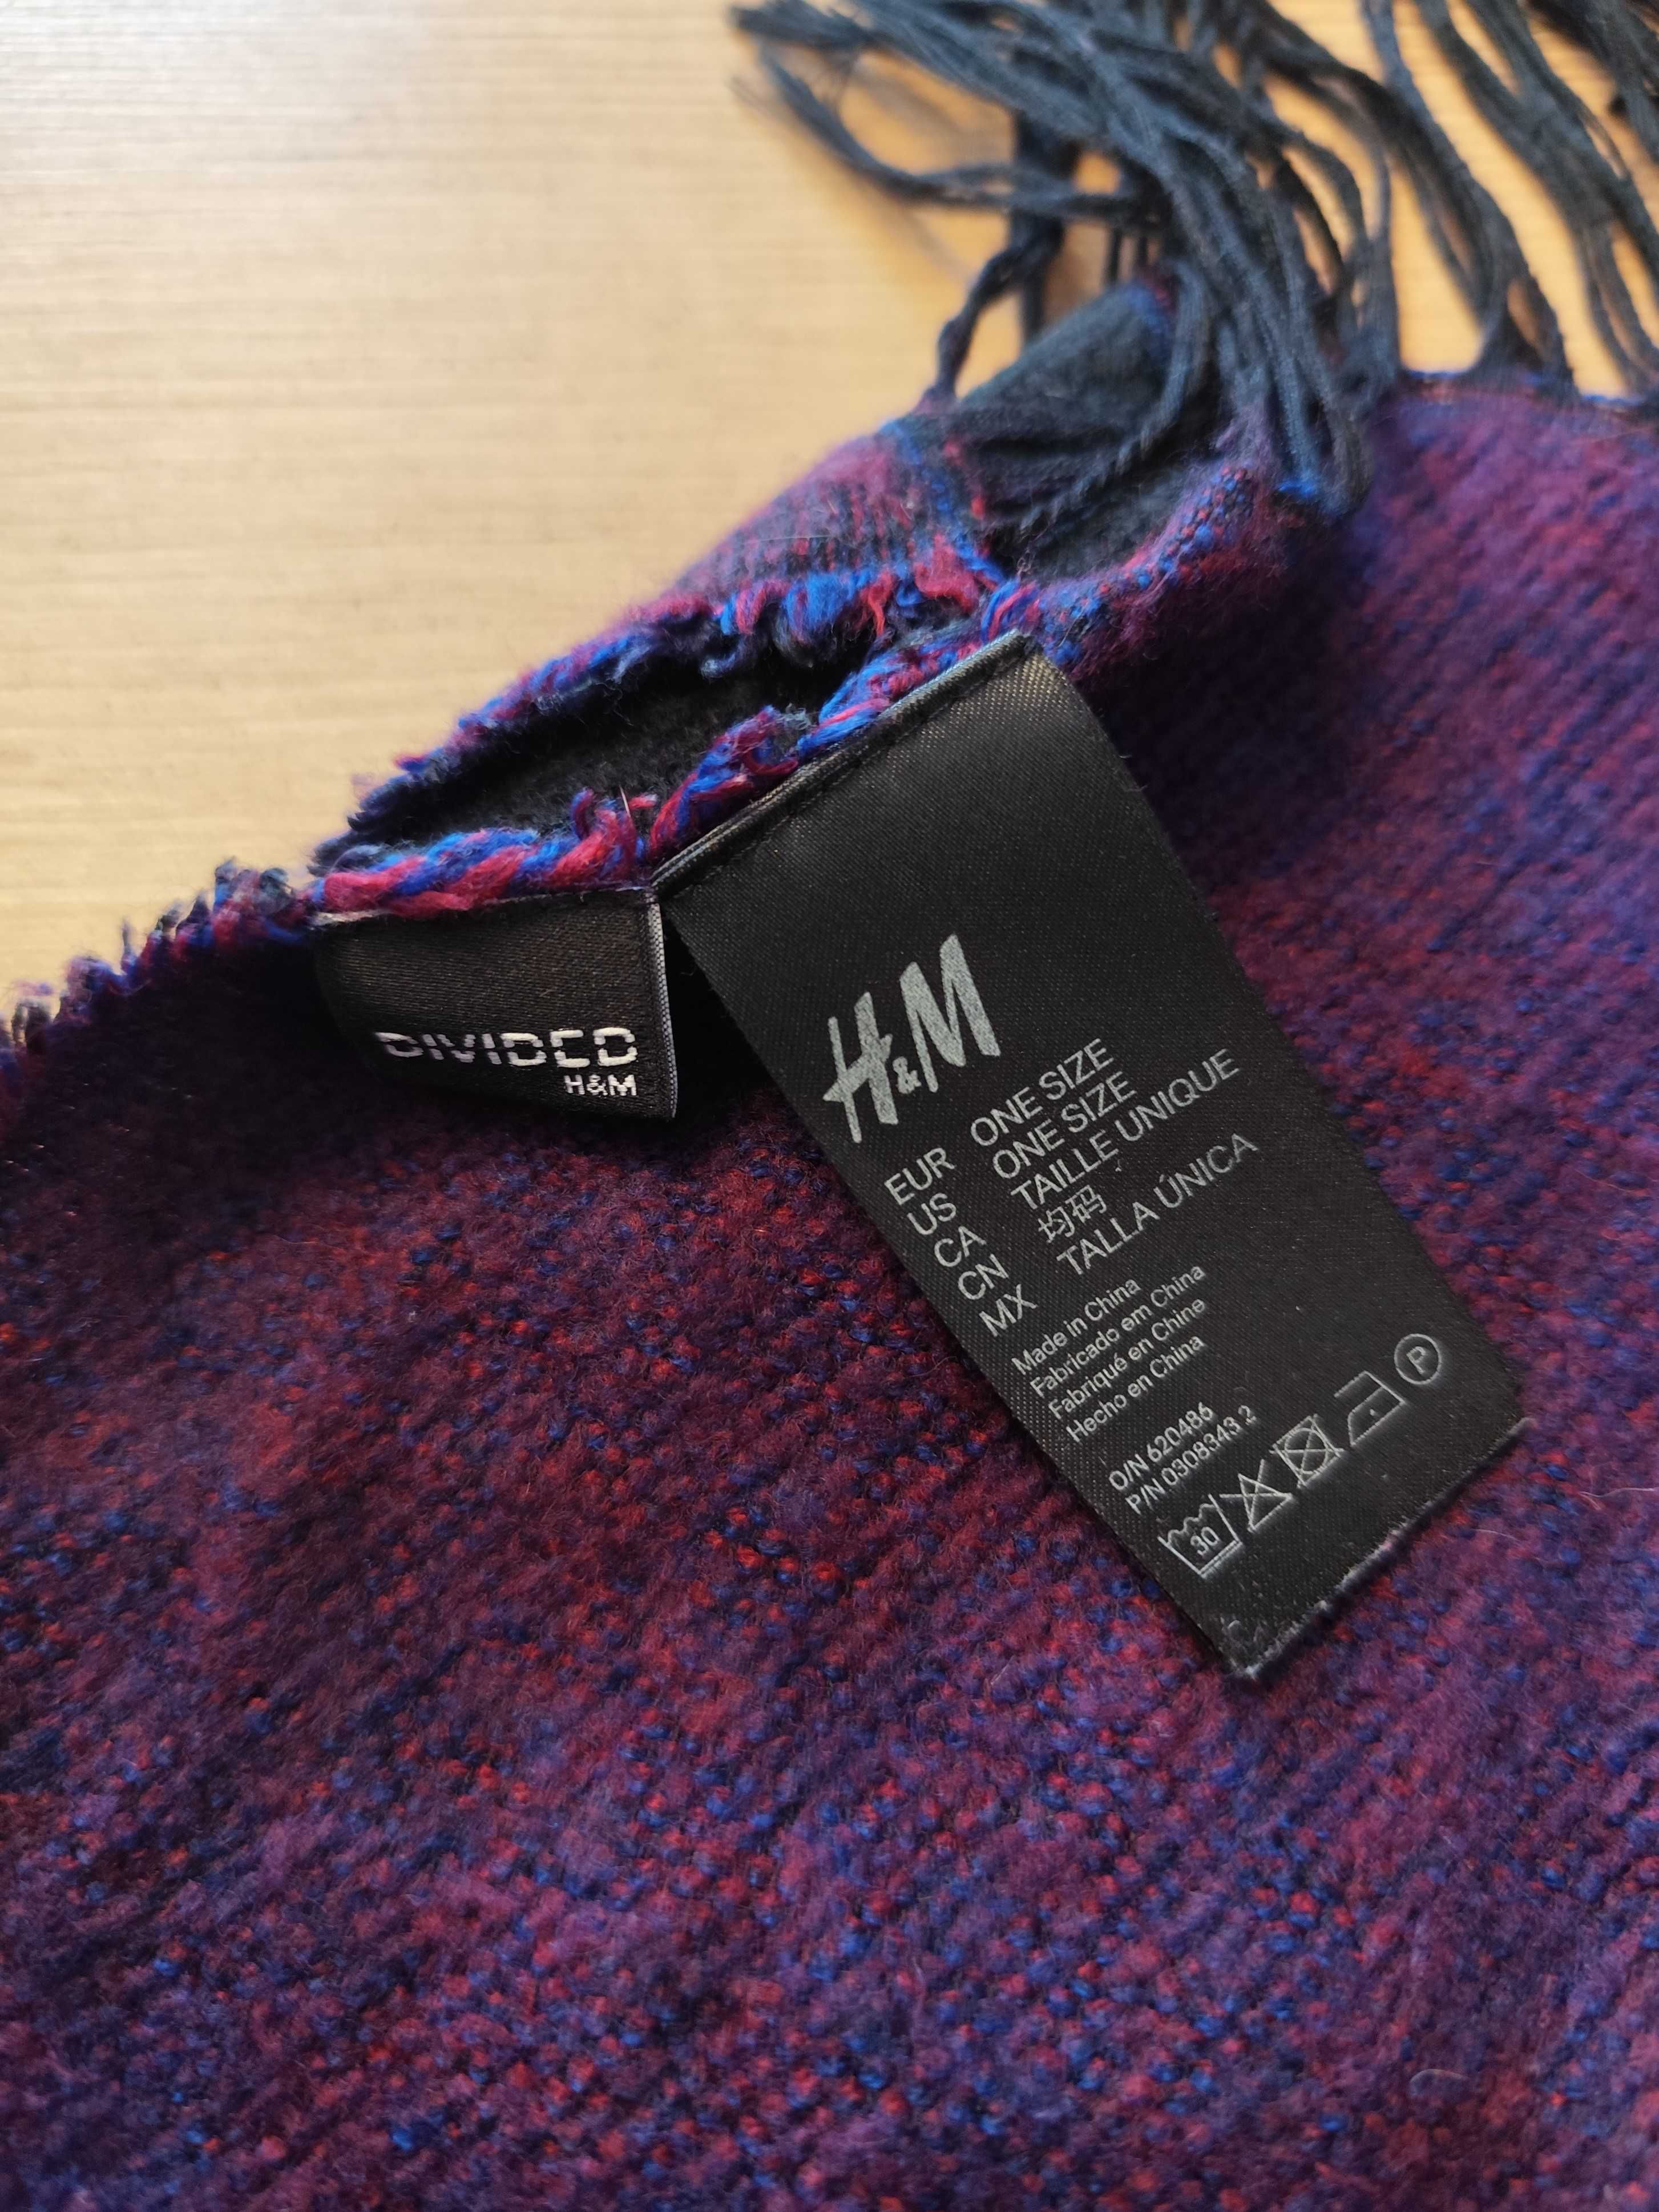 DIVIDED
H&M
H&M
EUR ONE SIZE
US ONE SIZE
CA TAILLE UNIQUE
CN 均码
MX TALLA ÚNICA
Made in China
Fabricado em China
Fabriqué en Chine
Hecho en China
O/N 620486
P/N 0308343 2
30
P